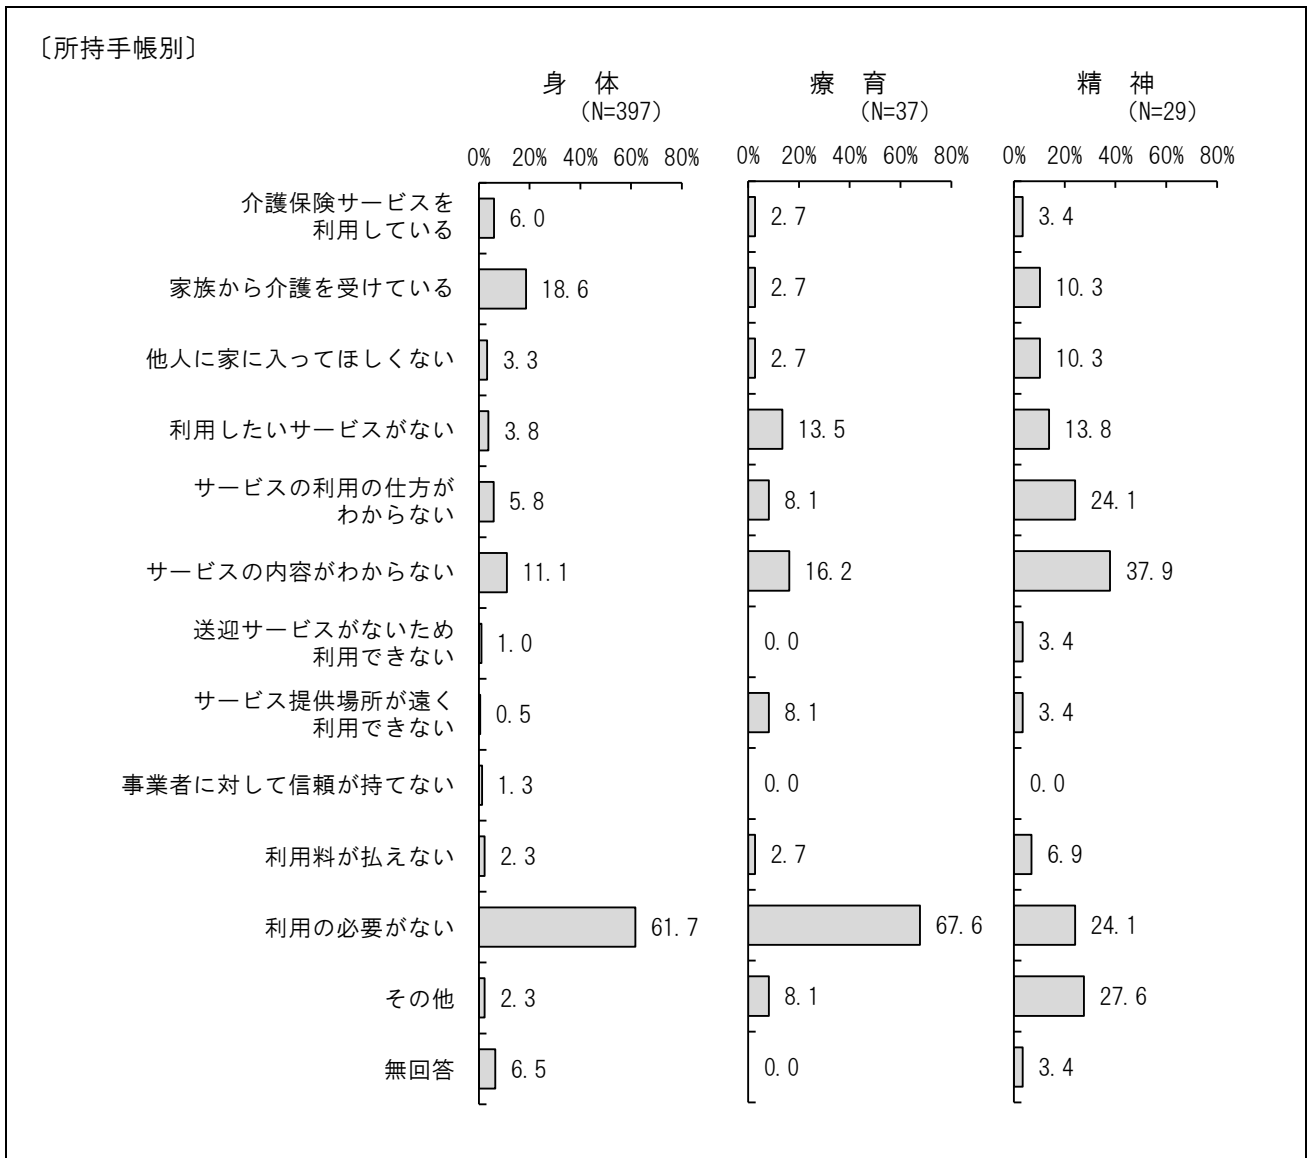 〔所持手帳別〕
身　体　療　育　精　神
(N=397)　(N=37)　(N=29)
0% 20% 40% 60% 80%　0% 20% 40% 60% 80%　0% 20% 40% 60% 80%
介護保険サービスを
利用している　6.0　2.7　3.4
家族から介護を受けている　18.6　2.7　10.3
他人に家に入ってほしくない　3.3　2.7　10.3
利用したいサービスがない　3.8　13.5　13.8
サービスの利用の仕方が
わからない　5.8　8.1　24.1
サービスの内容がわからない　11.1　16.2　37.9
送迎サービスがないため
利用できない　1.0　0.0　3.4
サービス提供場所が遠く
利用できない　0.5　8.1　3.4
事業者に対して信頼が持てない　1.3　0.0　0.0
利用料が払えない　2.3　2.7　6.9
利用の必要がない　61.7　67.6　24.1
その他　2.3　8.1　27.6
無回答　6.5　0.0　3.4